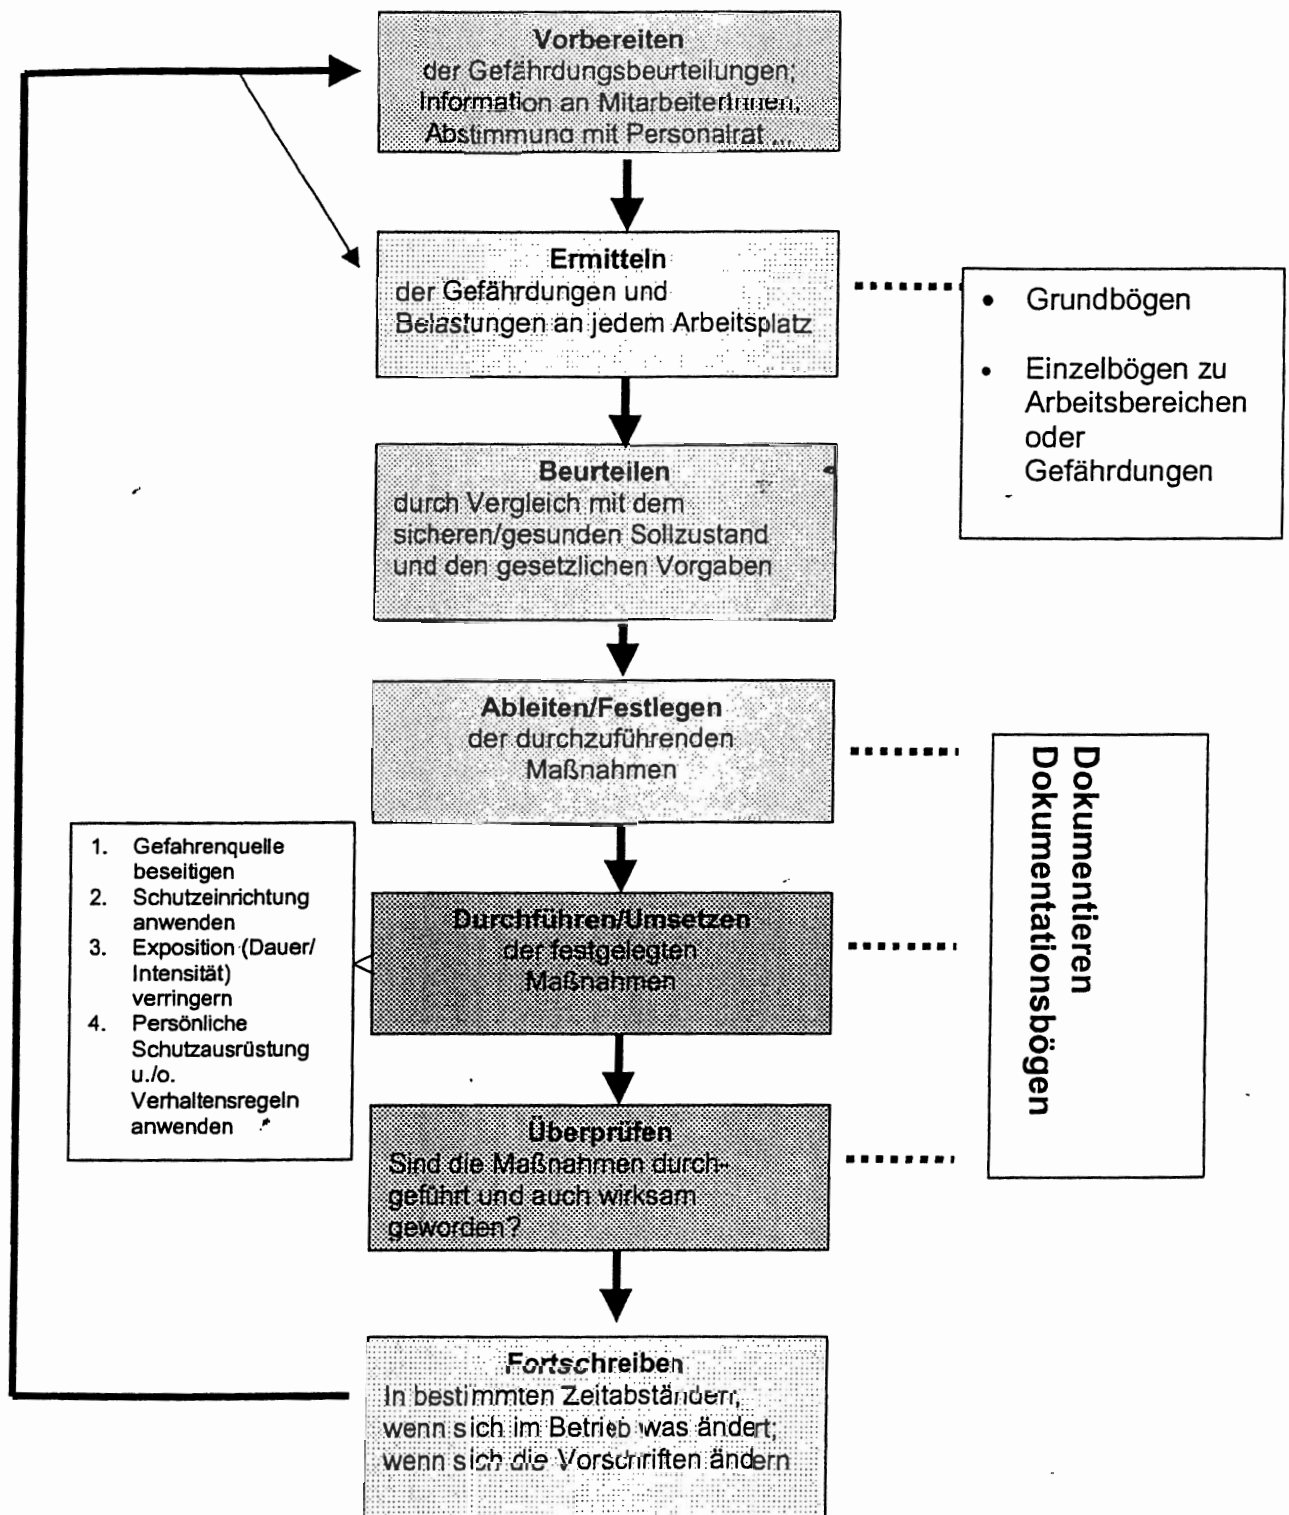 Vorbereiten
der Gefährdungsbeurteilungen;
Information an MitarbeiterInnen,
Abstimmung mit Personalrat ...
Ermitteln
der Gefährdungen und
Belastungen an jedem Arbeitsplatz
• Grundbögen
• Einzelbögen zu
Arbeitsbereichen
oder
Gefährdungen
Beurteilen
durch Vergleich mit dem
sicheren/gesunden Sollzustand
und den gesetzlichen Vorgaben
Ableiten/Festlegen
der durchzuführenden
Maßnahmen
Dokumentieren
Dokumentationsbögen
1. Gefahrenquelle
beseitigen
2. Schutzeinrichtung
anwenden
3. Exposition (Dauer/
Intensität)
verringern
4. Persönliche
Schutzausrüstung
u./o.
Verhaltensregeln
anwenden
Durchführen/Umsetzen
der festgelegten
Maßnahmen
Überprüfen
Sind die Maßnahmen durch-
geführt und auch wirksam
geworden?
Fortschreiben
In bestimmten Zeitabständen;
wenn sich im Betrieb was ändert;
wenn sich die Vorschriften ändern